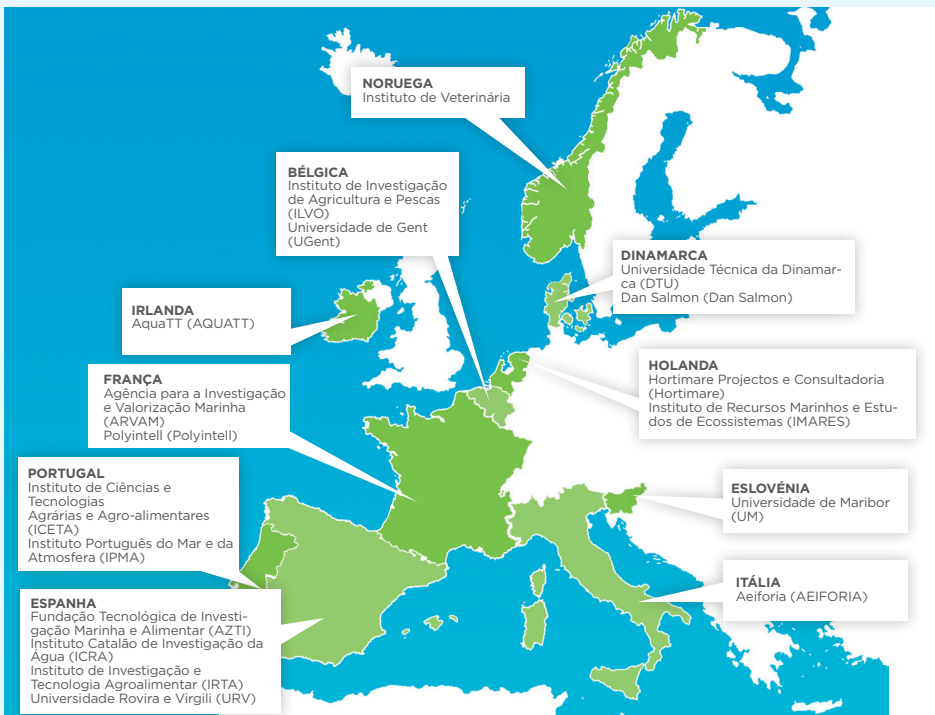 NORUEGA
Instituto de Veterinária
BÉLGICA
Instituto de Investigação
de Agricultura e Pescas
(ILVO)
Universidade de Gent
(UGent)
DINAMARCA
Universidade Técnica da Dinamar-
ca (DTU)
Dan Salmon (Dan Salmon)
IRLANDA
AquaTT (AQUATT)
HOLANDA
Hortimare Projectos e Consultadoria
(Hortimare)
Instituto de Recursos Marinhos e Estu-
dos de Ecossistemas (IMARES)
FRANÇA
Agência para a Investigação
e Valorização Marinha
(ARVAM)
Polyintell (Polyintell)
PORTUGAL
Instituto de Ciências e
Tecnologias
Agrárias e Agro-alimentares
(ICETA)
Instituto Português do Mar e da
Atmosfera (IPMA)
ESLOVÉNIA
Universidade de Maribor
(UM)
ITÁLIA
Aeiforia (AEIFORIA)
ESPANHA
Fundação Tecnológica de Investi-
gação Marinha e Alimentar (AZTI)
Instituto Catalão de Investigação da
Água (ICRA)
Instituto de Investigação e
Tecnologia Agroalimentar (IRTA)
Universidade Rovira e Virgili (URV)